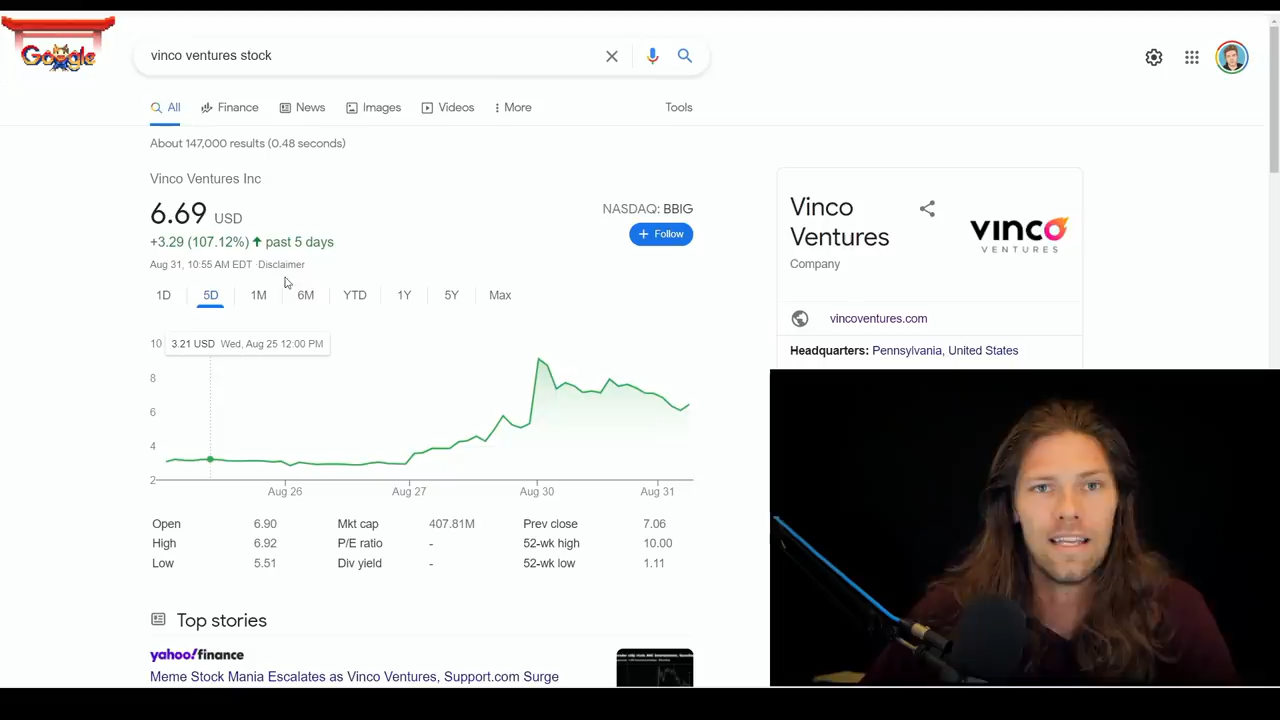 Google
vinco ventures stock
All
Finance
News
Images
Videos
More
Tools
About 147,000 results (0.48 seconds)
Vinco Ventures Inc
6.69 USD
NASDAQ: BBIG
+ Follow
+3.29 (107.12%) ↑ past 5 days
Aug 31, 10:55 AM EDT · Disclaimer
1D 5D 1M 6M YTD 1Y 5Y Max
3.21 USD Wed, Aug 25 12:00 PM
10
8
6
4
2
Aug 26 Aug 27 Aug 30 Aug 31
Open 6.90 Mkt cap 407.81M Prev close 7.06
High 6.92 P/E ratio - 52-wk high 10.00
Low 5.51 Div yield - 52-wk low 1.11
Top stories
yahoo!finance
Meme Stock Mania Escalates as Vinco Ventures, Support.com Surge
Vinco
Ventures
Company
vinco
VENTURES
vincoventures.com
Headquarters: Pennsylvania, United States